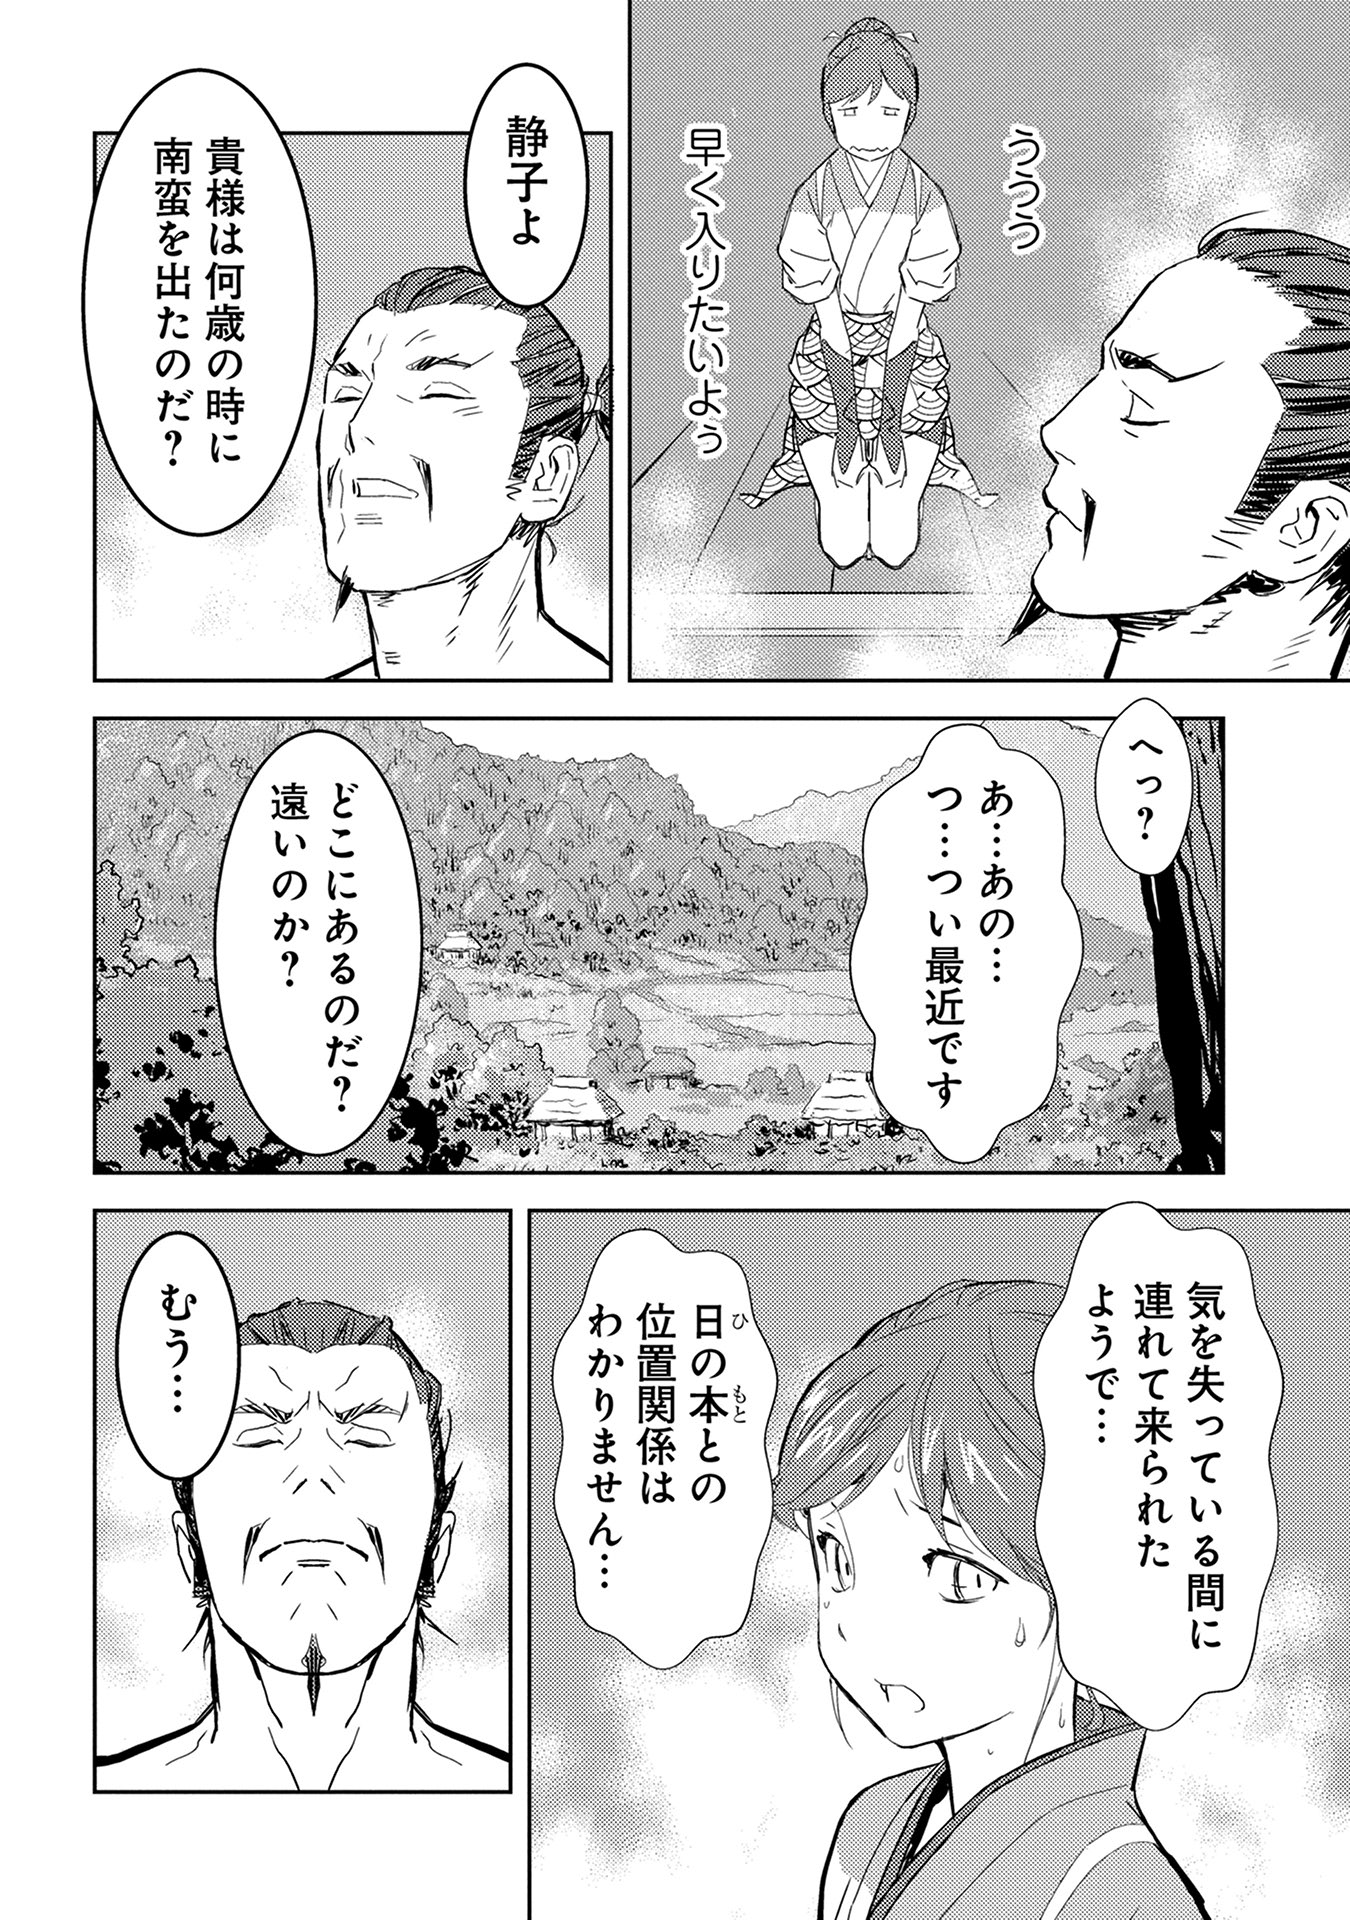 ううう
早く入りたいよぅ
静子よ
貴様は何歳の時に
南蛮を出たのだ？
へっ？
あ…あの…
つ…つい最近です
どこにあるのだ？
遠いのか？
気を失っている間に
連れて来られた
ようで…
日の本との
ひ もと
位置関係は
わかりません…
むう…